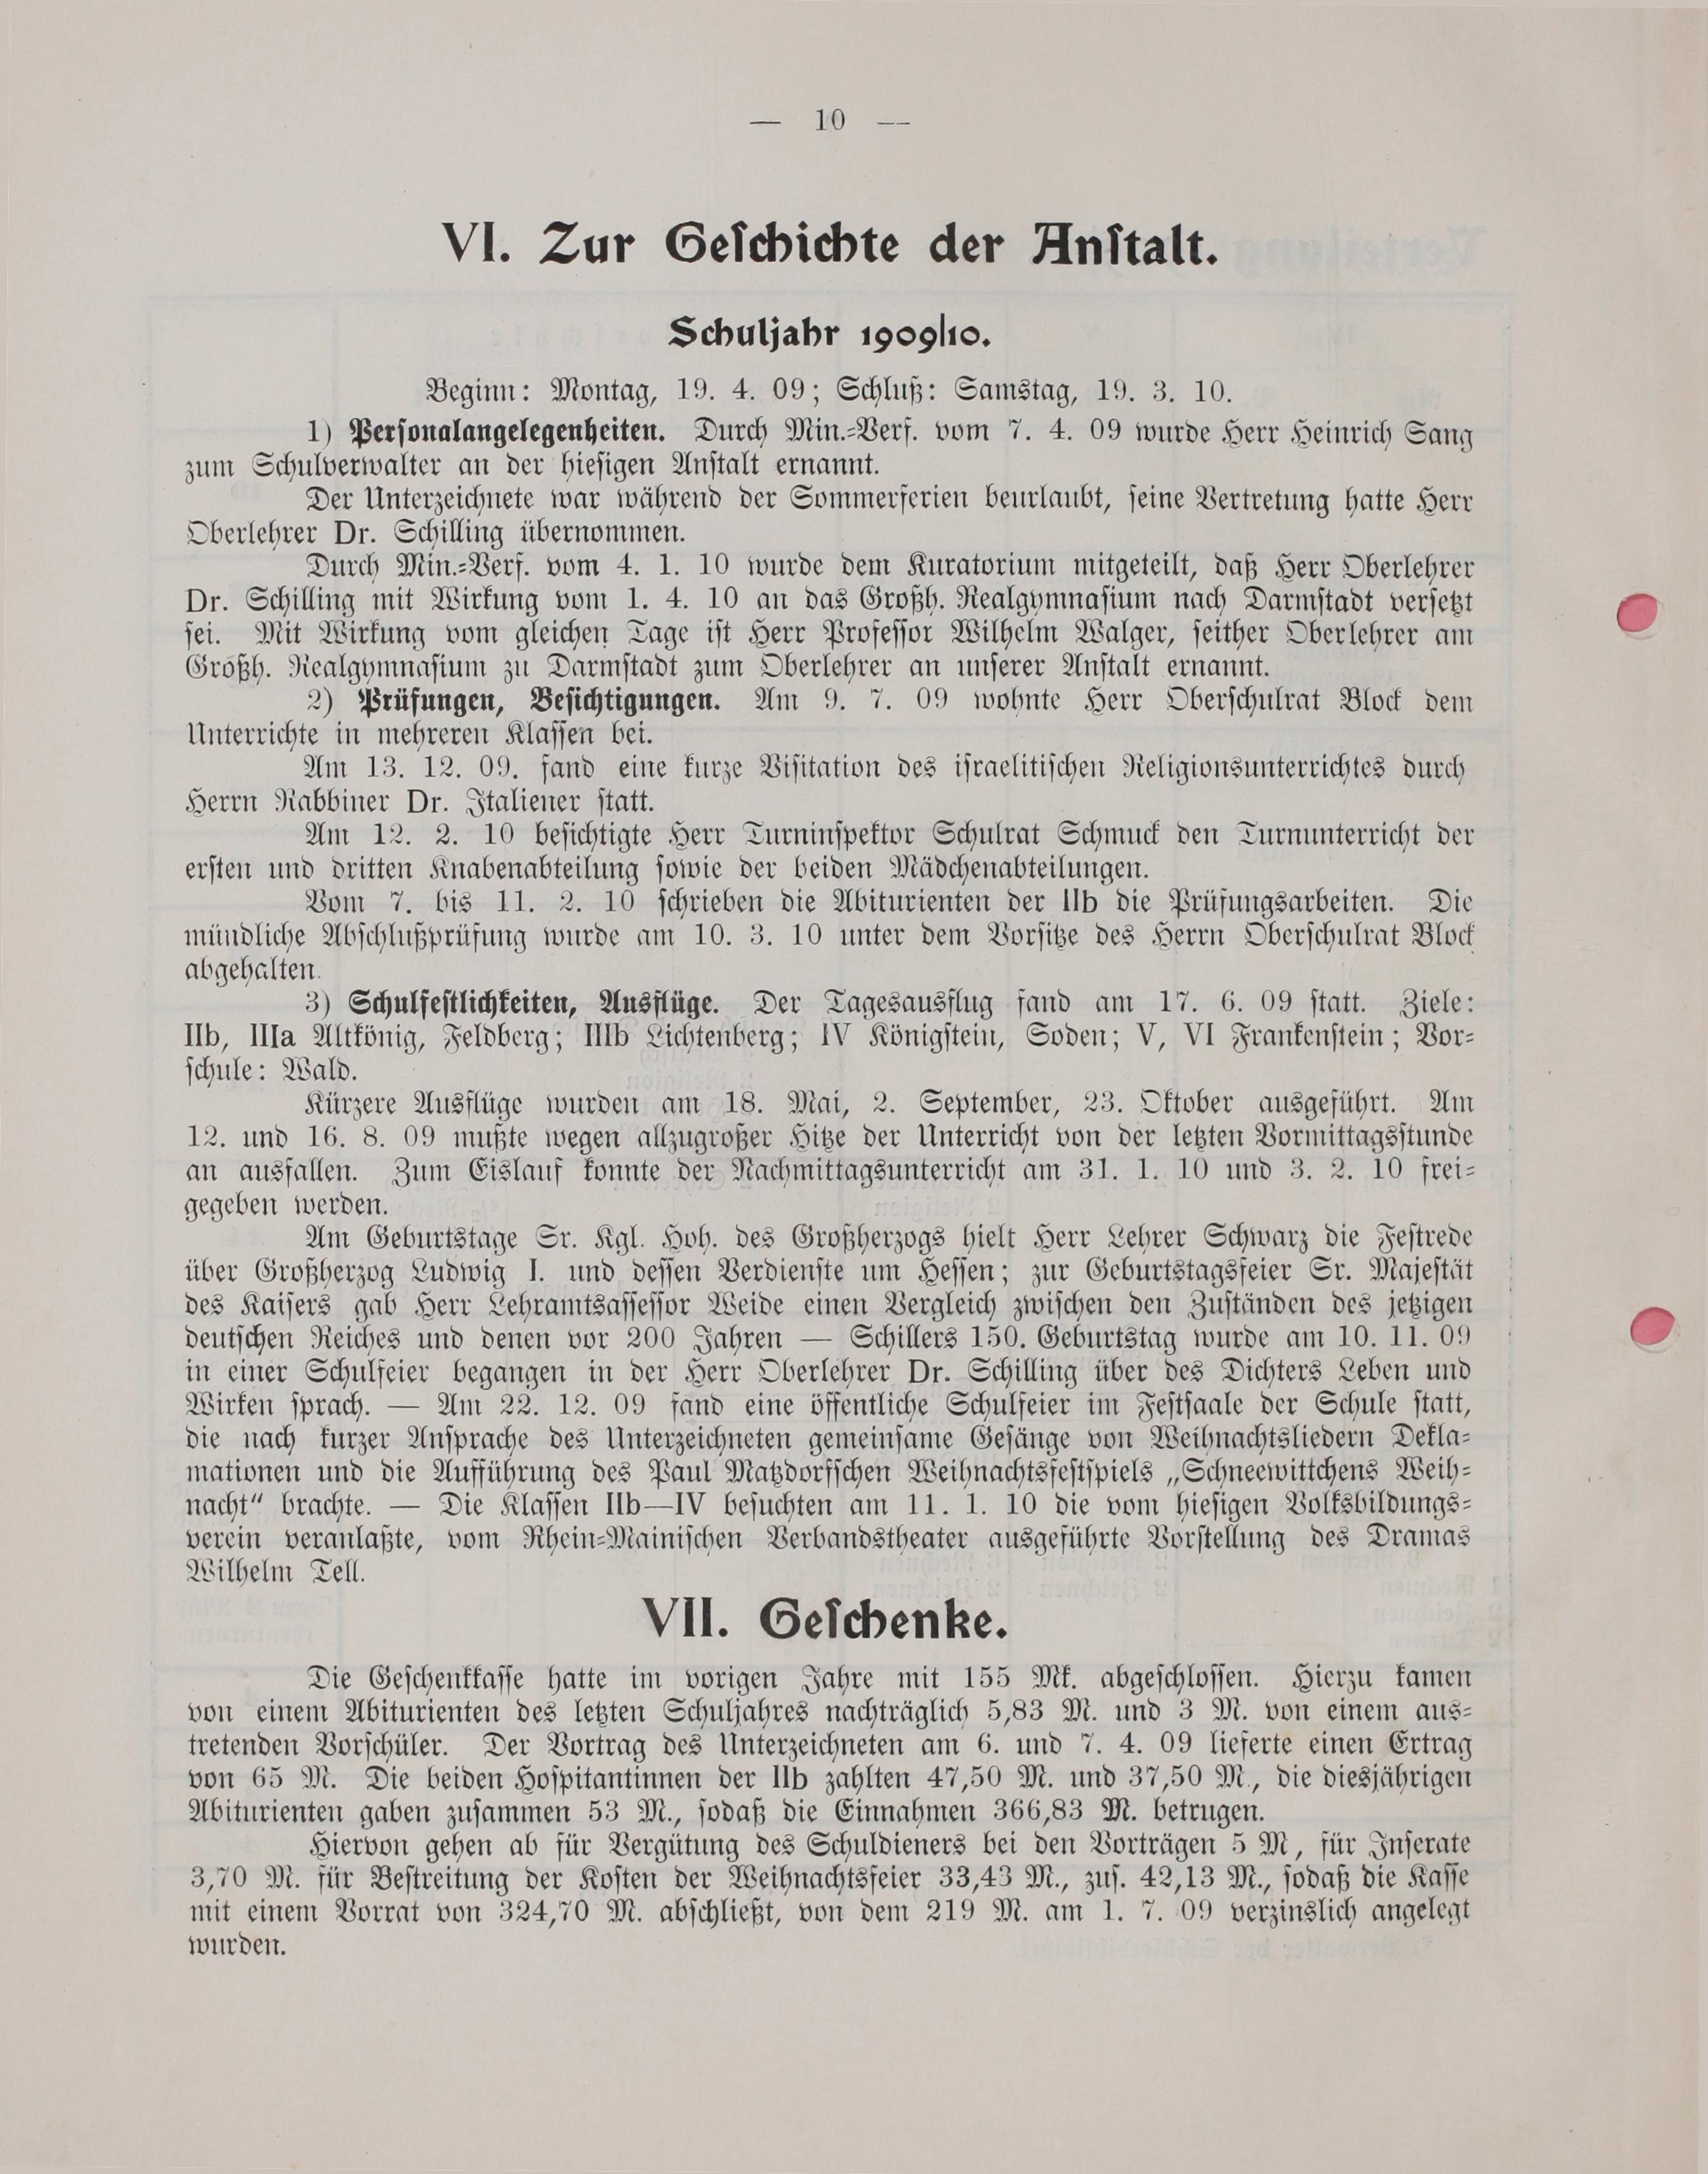 — 10 —
VI. Zur Geschichte der Anstalt.
Schuljahr 1909/10.
Beginn: Montag, 19. 4. 09; Schluß: Samstag, 19. 3. 10.
1) Personalangelegenheiten. Durch Min.-Verf. vom 7. 4. 09 wurde Herr Heinrich Sang
zum Schulverwalter an der hiesigen Anstalt ernannt.
Der Unterzeichnete war während der Sommerferien beurlaubt, seine Vertretung hatte Herr
Oberlehrer Dr. Schilling übernommen.
Durch Min.-Verf. vom 4. 1. 10 wurde dem Kuratorium mitgeteilt, daß Herr Oberlehrer
Dr. Schilling mit Wirkung vom 1. 4. 10 an das Großh. Realgymnasium nach Darmstadt versetzt
sei. Mit Wirkung vom gleichen Tage ist Herr Professor Wilhelm Walger, seither Oberlehrer am
Großh. Realgymnasium zu Darmstadt zum Oberlehrer an unserer Anstalt ernannt.
2) Prüfungen, Besichtigungen. Am 9. 7. 09 wohnte Herr Oberschulrat Block dem
Unterrichte in mehreren Klassen bei.
Am 13. 12. 09. fand eine kurze Visitation des israelitischen Religionsunterrichtes durch
Herrn Rabbiner Dr. Italiener statt.
Am 12. 2. 10 besichtigte Herr Turninspektor Schulrat Schmuck den Turnunterricht der
ersten und dritten Knabenabteilung sowie der beiden Mädchenabteilungen.
Vom 7. bis 11. 2. 10 schrieben die Abiturienten der IIb die Prüfungsarbeiten. Die
mündliche Abschlußprüfung wurde am 10. 3. 10 unter dem Vorsitze des Herrn Oberschulrat Block
abgehalten.
3) Schulfestlichkeiten, Ausflüge. Der Tagesausflug fand am 17. 6. 09 statt. Ziele:
IIb, IIIa Altkönig, Feldberg; IIIb Lichtenberg; IV Königstein, Soden; V, VI Frankenstein; Vor-
schule: Wald.
Kürzere Ausflüge wurden am 18. Mai, 2. September, 23. Oktober ausgeführt. Am
12. und 16. 8. 09 mußte wegen allzugroßer Hitze der Unterricht von der letzten Vormittagsstunde
an ausfallen. Zum Eislauf konnte der Nachmittagsunterricht am 31. 1. 10 und 3. 2. 10 frei-
gegeben werden.
Am Geburtstage Sr. Kgl. Hoh. des Großherzogs hielt Herr Lehrer Schwarz die Festrede
über Großherzog Ludwig I. und dessen Verdienste um Hessen; zur Geburtstagsfeier Sr. Majestät
des Kaisers gab Herr Lehramtsassessor Weide einen Vergleich zwischen den Zuständen des jetzigen
deutschen Reiches und denen vor 200 Jahren — Schillers 150. Geburtstag wurde am 10. 11. 09
in einer Schulfeier begangen in der Herr Oberlehrer Dr. Schilling über des Dichters Leben und
Wirken sprach. — Am 22. 12. 09 fand eine öffentliche Schulfeier im Festsaale der Schule statt,
die nach kurzer Ansprache des Unterzeichneten gemeinsame Gesänge von Weihnachtsliedern Dekla-
mationen und die Aufführung des Paul Matzdorfschen Weihnachtsfestspiels „Schneewittchens Weih-
nacht“ brachte. — Die Klassen IIb—IV besuchten am 11. 1. 10 die vom hiesigen Volksbildungs-
verein veranlaßte, vom Rhein-Mainischen Verbandstheater ausgeführte Vorstellung des Dramas
Wilhelm Tell.
VII. Geschenke.
Die Geschenkkasse hatte im vorigen Jahre mit 155 Mk. abgeschlossen. Hierzu kamen
von einem Abiturienten des letzten Schuljahres nachträglich 5,83 M. und 3 M. von einem aus-
tretenden Vorschüler. Der Vortrag des Unterzeichneten am 6. und 7. 4. 09 lieferte einen Ertrag
von 65 M. Die beiden Hospitantinnen der IIb zahlten 47,50 M. und 37,50 M., die diesjährigen
Abiturienten gaben zusammen 53 M., sodaß die Einnahmen 366,83 M. betrugen.
Hiervon gehen ab für Vergütung des Schuldieners bei den Vorträgen 5 M, für Inserate
3,70 M. für Bestreitung der Kosten der Weihnachtsfeier 33,43 M., zus. 42,13 M., sodaß die Kasse
mit einem Vorrat von 324,70 M. abschließt, von dem 219 M. am 1. 7. 09 verzinslich angelegt
wurden.